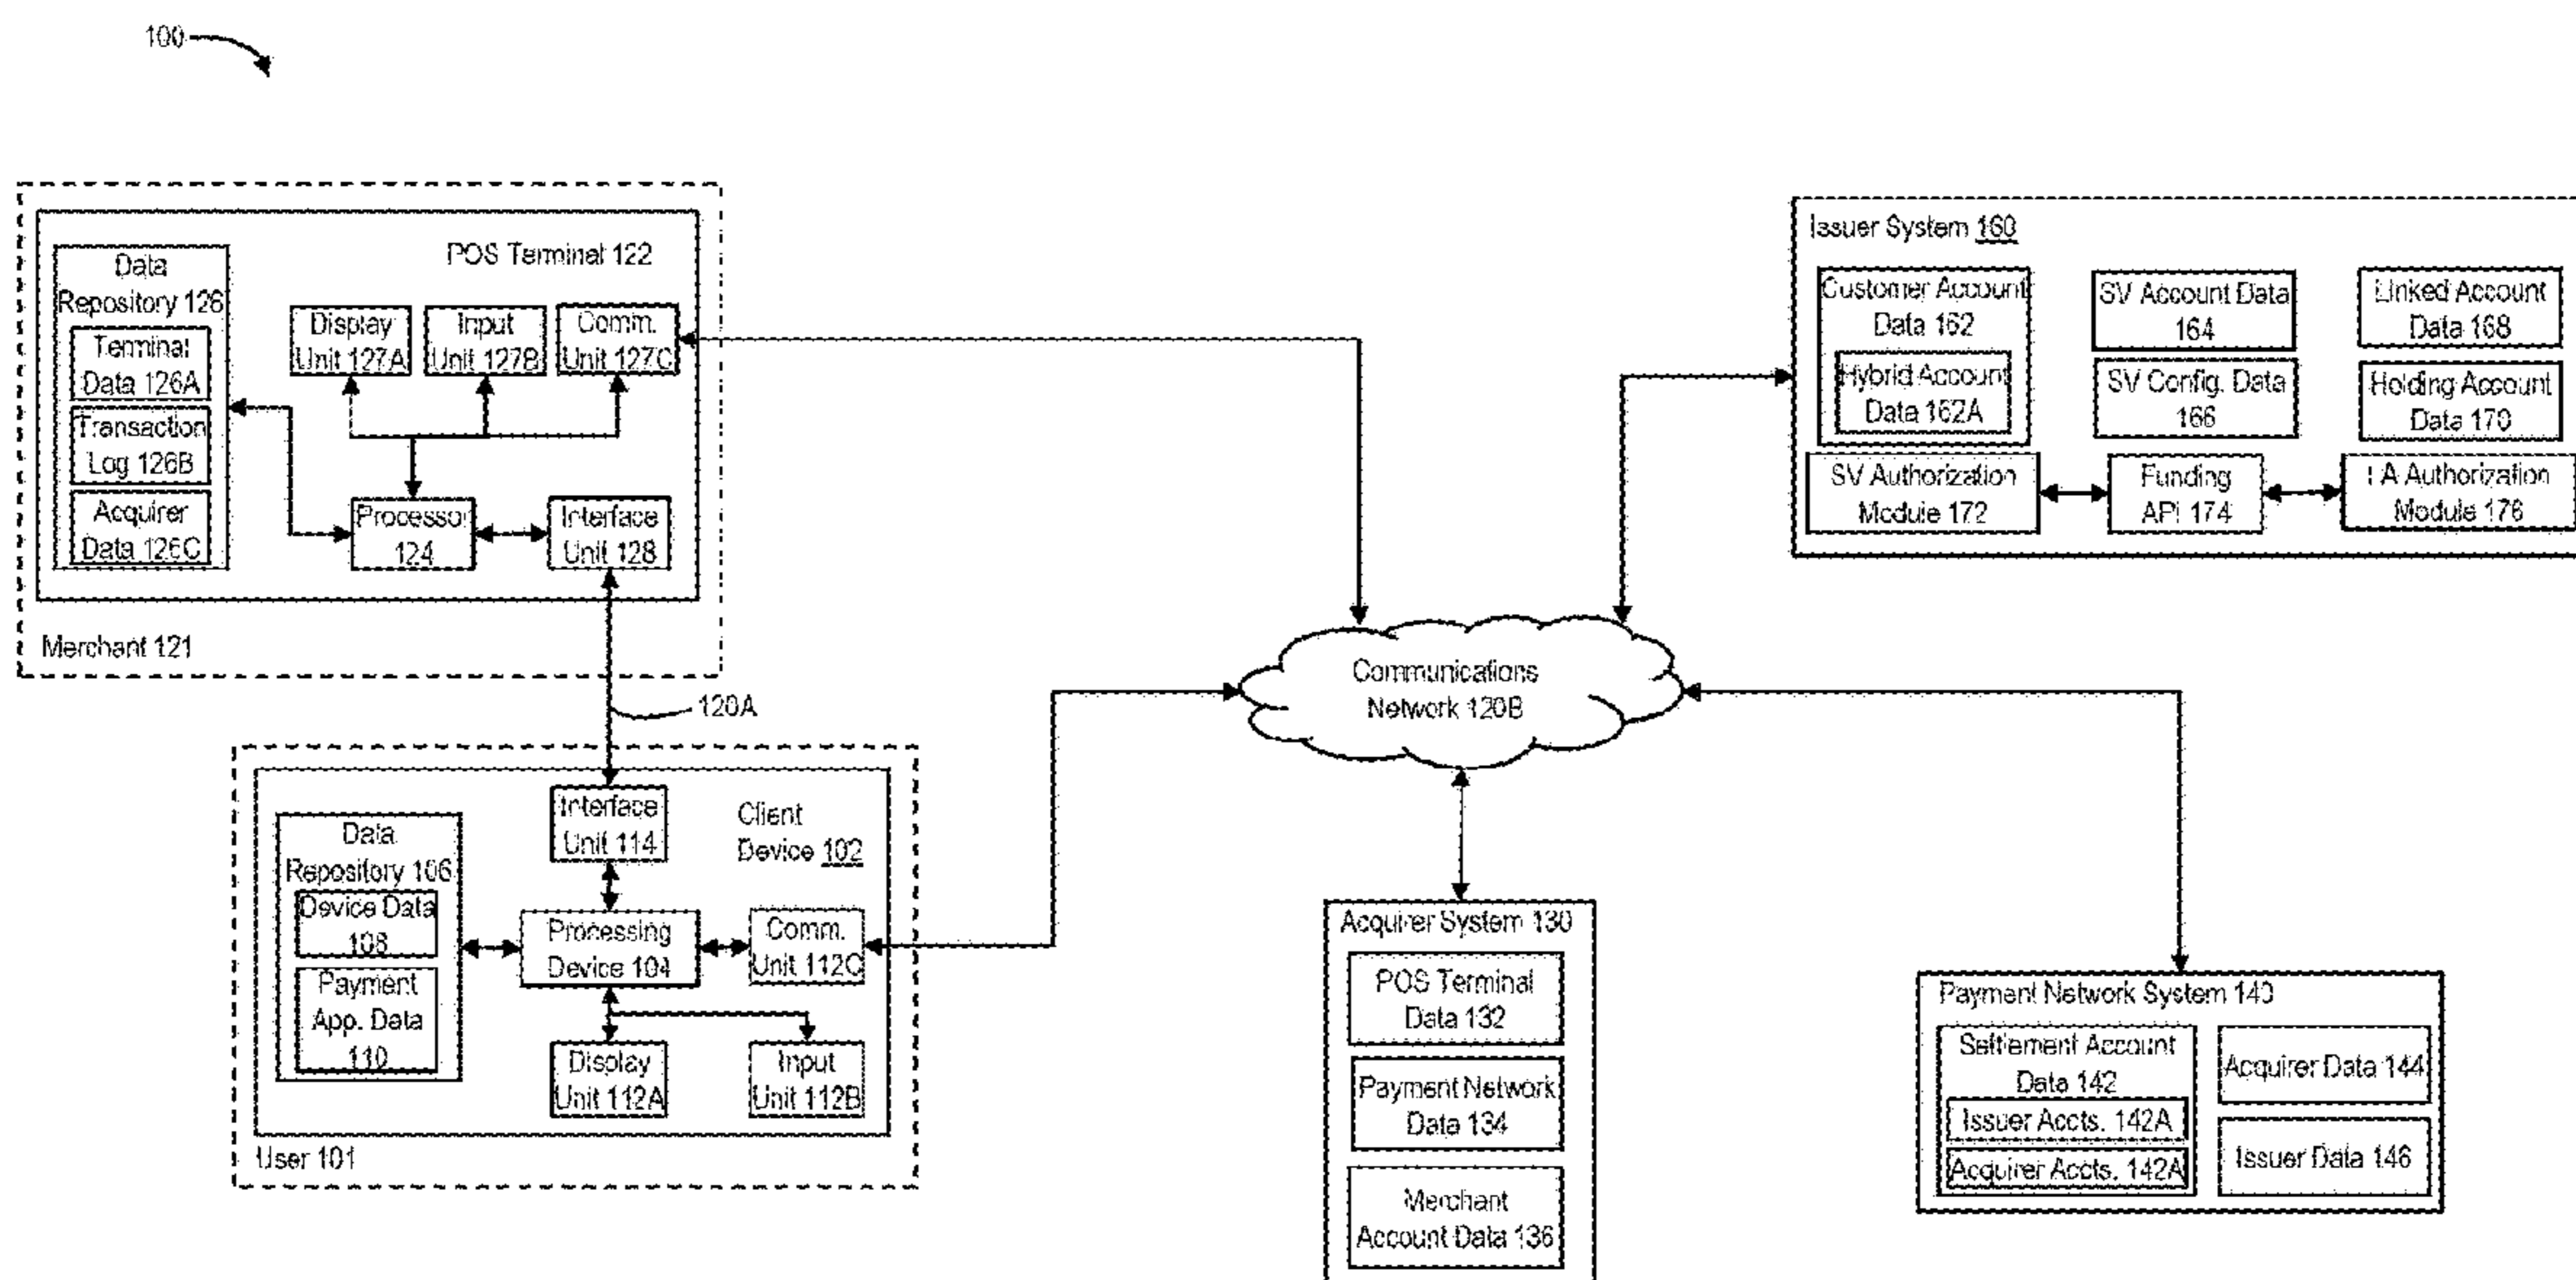 100
POS Terminal 122
Data
Repository 126
Terminal
Data 126A
Transaction
Log 126B
Acquirer
Data 126C
Display
Unit 127A
Input
Unit 127B
Comm.
Unit 127C
Processor
124
Interface
Unit 128
Merchant 121
120A
Interface
Unit 114
Client
Device 102
Data
Repository 106
Device Data
108
Payment
App. Data
110
Processing
Device 104
Comm.
Unit 112C
Display
Unit 112A
Input
Unit 112B
User 101
Communications
Network 120B
Issuer System 160
Customer Account
Data 162
Hybrid Account
Data 162A
SV Account Data
164
SV Config. Data
166
Linked Account
Data 168
Holding Account
Data 170
SV Authorization
Module 172
Funding
API 174
LA Authorization
Module 176
Acquirer System 130
POS Terminal
Data 132
Payment Network
Data 134
Merchant
Account Data 136
Payment Network System 140
Settlement Account
Data 142
Issuer Accts. 142A
Acquirer Accts. 142A
Acquirer Data 144
Issuer Data 146